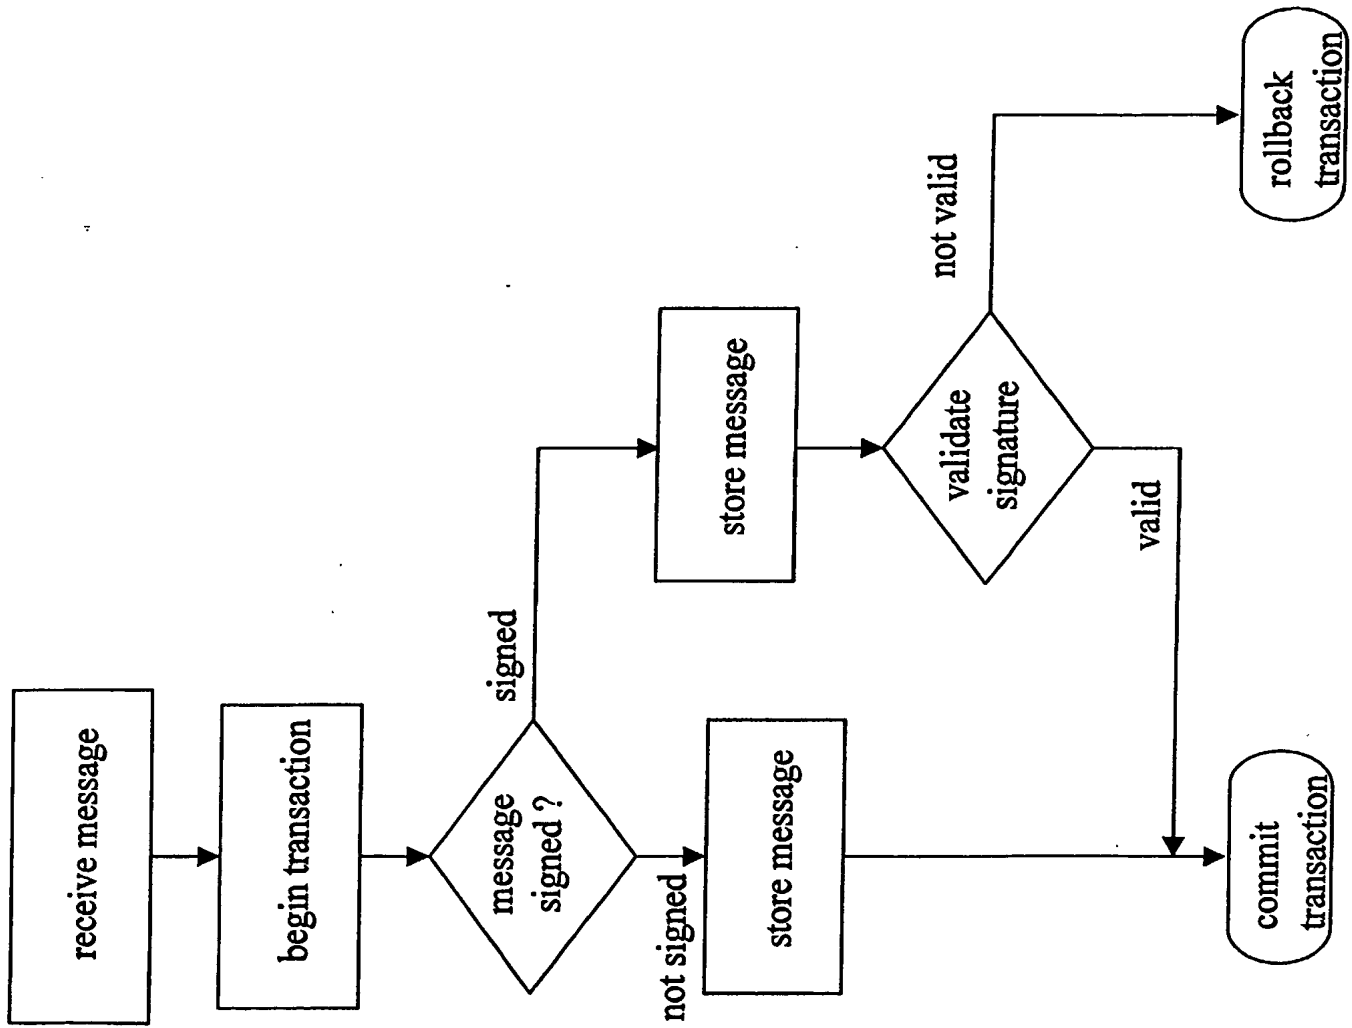 receive message
begin transaction
message
signed ?
signed
not signed
store message
store message
validate
signature
not valid
valid
commit
transaction
rollback
transaction